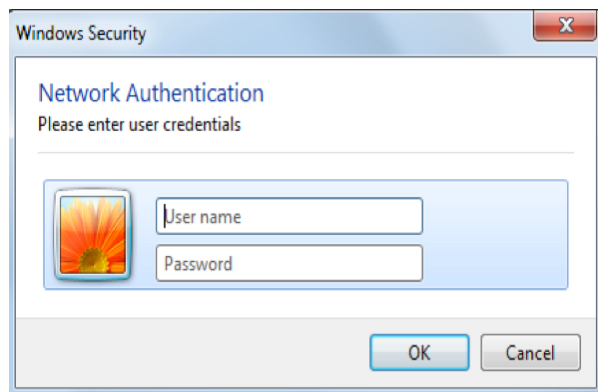 Windows Security
Network Authentication
Please enter user credentials
User name
Password
OK
Cancel